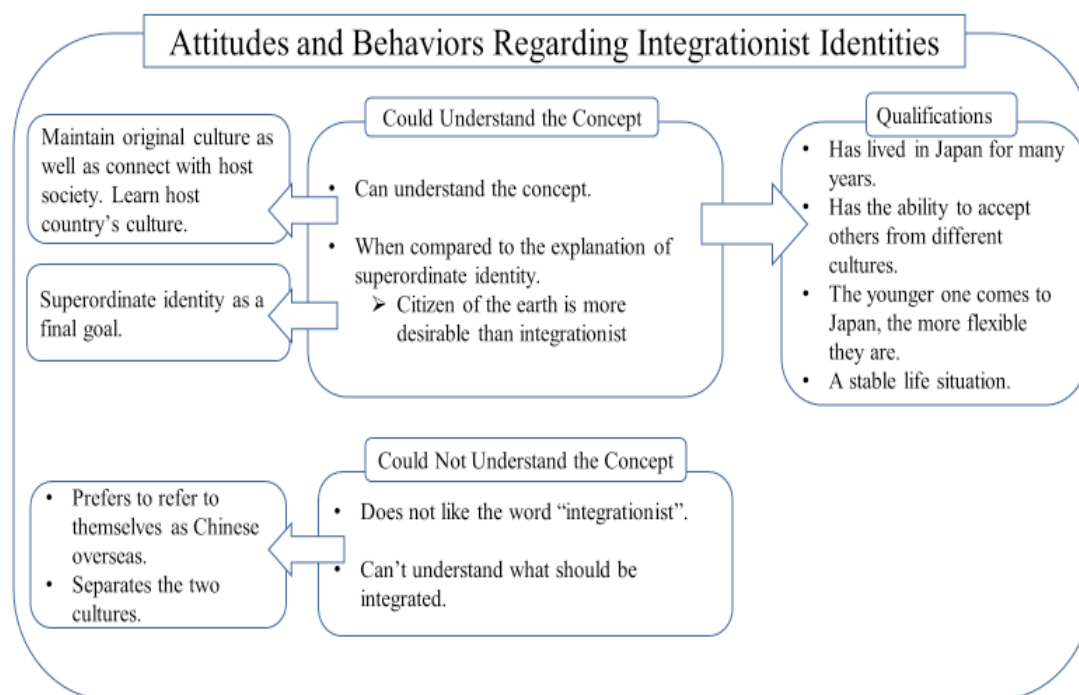 Attitudes and Behaviors Regarding Integrationist Identities
Maintain original culture as
well as connect with host
society. Learn host
country's culture.
Superordinate identity as a
final goal.
Could Understand the Concept
• Can understand the concept.
• When compared to the explanation of
superordinate identity.
➢ Citizen of the earth is more
desirable than integrationist
Qualifications
• Has lived in Japan for many
years.
• Has the ability to accept
others from different
cultures.
• The younger one comes to
Japan, the more flexible
they are.
• A stable life situation.
Could Not Understand the Concept
• Does not like the word “integrationist”.
• Can't understand what should be
integrated.
• Prefers to refer to
themselves as Chinese
overseas.
• Separates the two
cultures.